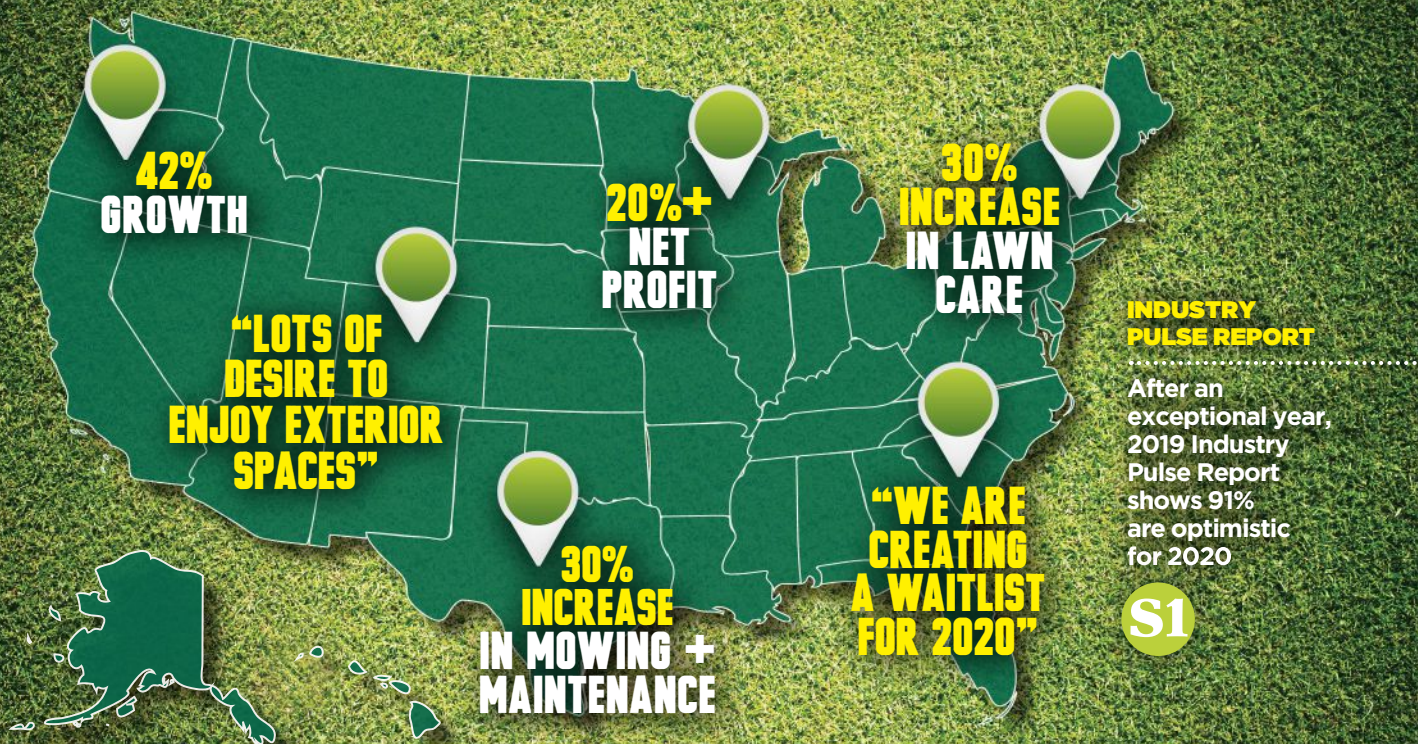 42%
GROWTH
"LOTS OF
DESIRE TO
ENJOY EXTERIOR
SPACES"
20%+
NET
PROFIT
30%
INCREASE
IN MOWING +
MAINTENANCE
30%
INCREASE
IN LAWN
CARE
"WE ARE
CREATING
A WAITLIST
FOR 2020"
INDUSTRY
PULSE REPORT
After an
exceptional year,
2019 Industry
Pulse Report
shows 91%
are optimistic
for 2020
S1